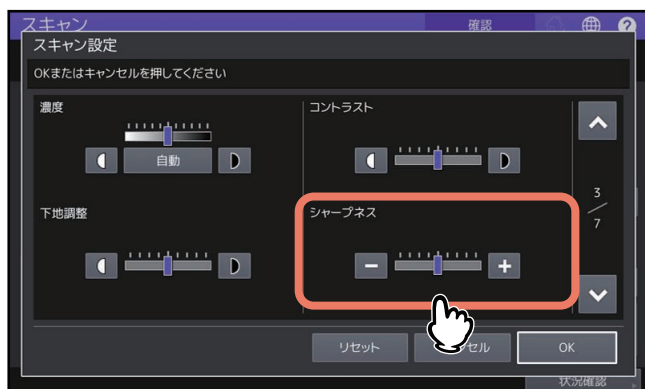 スキャン
確認
?
スキャン設定
OKまたはキャンセルを押してください
濃度
コントラスト
自動
3
/
7
下地調整
シャープネス
リセット
OK
状況確認